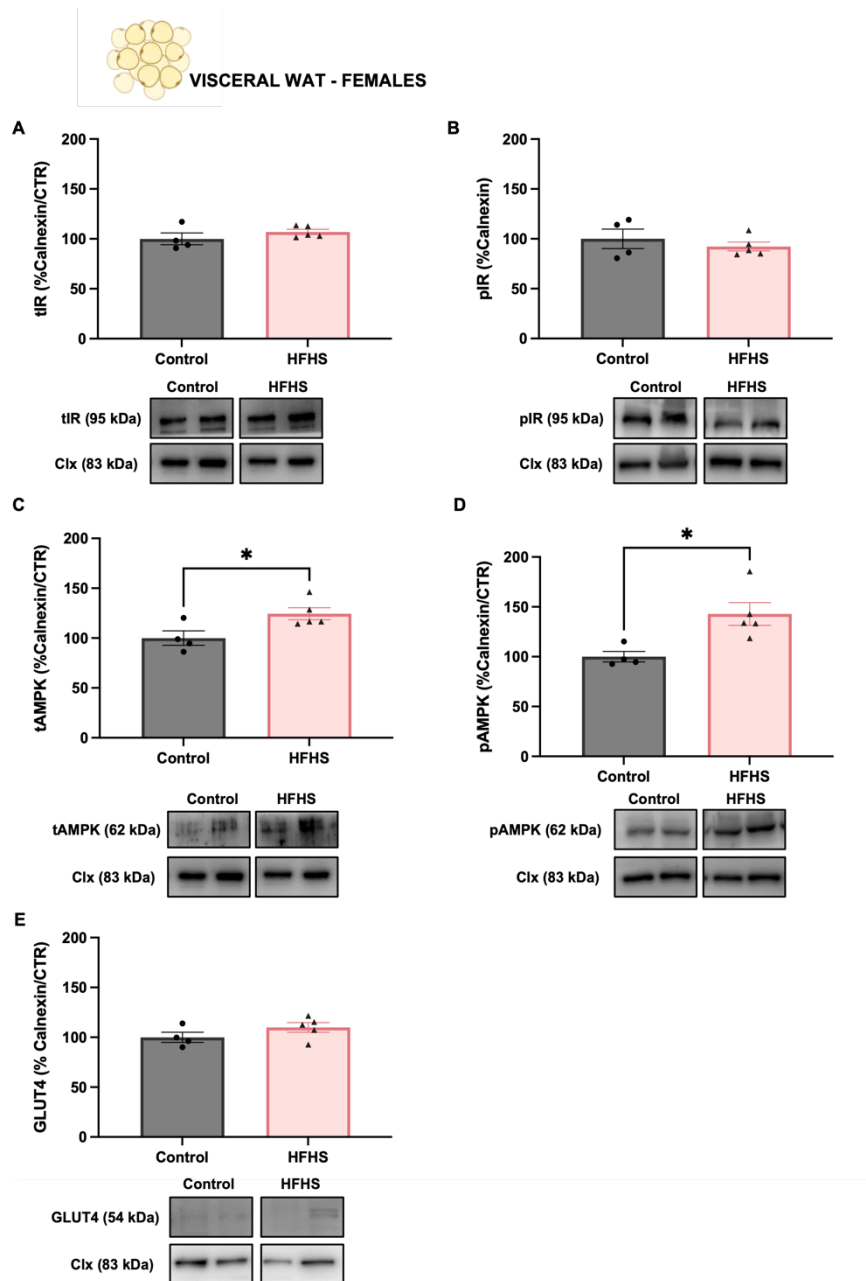 VISCERAL WAT - FEMALES
A
tIR (%Calnexin/CTR)
200
150
100
50
0
Control
HFHS
Control
HFHS
tIR (95 kDa)
Clx (83 kDa)
B
pIR (%Calnexin)
200
150
100
50
0
Control
HFHS
Control
HFHS
pIR (95 kDa)
Clx (83 kDa)
C
tAMPK (%Calnexin/CTR)
200
150
100
50
0
*
Control
HFHS
Control
HFHS
tAMPK (62 kDa)
Clx (83 kDa)
D
pAMPK (%Calnexin/CTR)
200
150
100
50
0
*
Control
HFHS
Control
HFHS
pAMPK (62 kDa)
Clx (83 kDa)
E
GLUT4 (% Calnexin/CTR)
200
150
100
50
0
Control
HFHS
Control
HFHS
GLUT4 (54 kDa)
Clx (83 kDa)